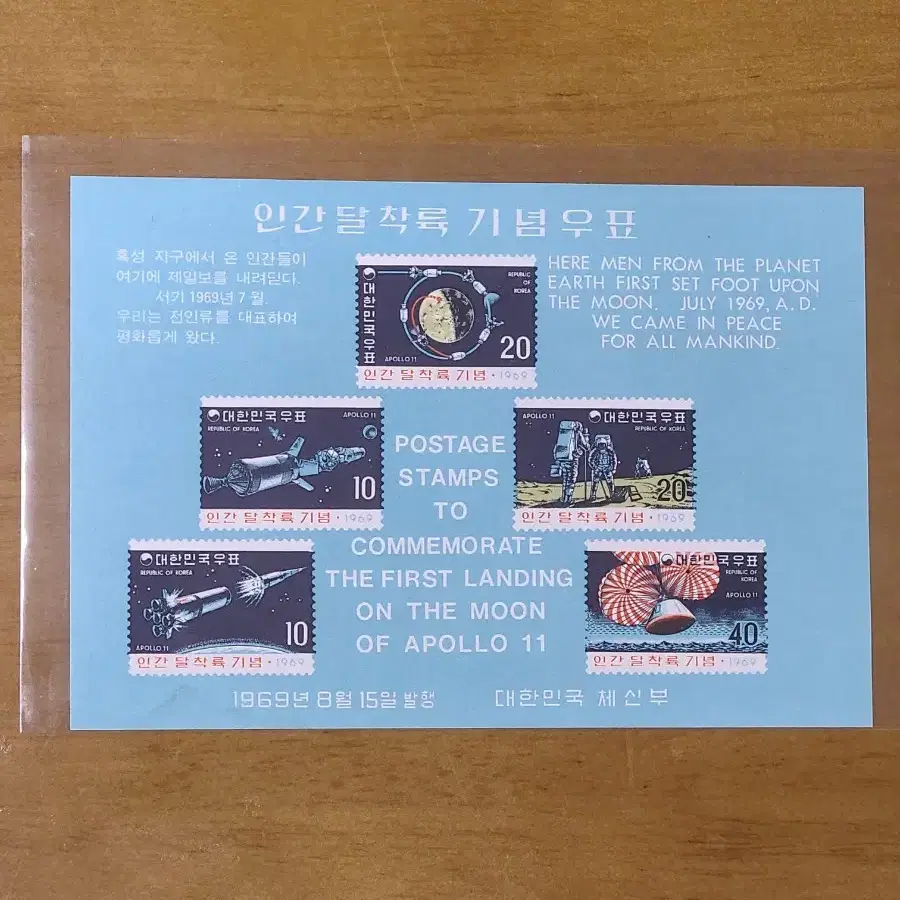 인간 달 착륙 기념 우표
혹성 지구에서 온 인간들이
여기에 제일보를 내려딛다.
서기 1969년 7월.
우리는 전인류를 대표하여
평화롭게 왔다.
HERE MEN FROM THE PLANET
EARTH FIRST SET FOOT UPON
THE MOON. JULY 1969, A.D.
WE CAME IN PEACE
FOR ALL MANKIND.
대한민국우표
REPUBLIC
OF
KOREA
APOLLO 11
20
인간 달 착륙 기념 · 1969
대한민국우표
APOLLO 11
REPUBLIC OF KOREA
10
인간 달 착륙 기념 · 1969
APOLLO 11
대한민국우표
REPUBLIC OF KOREA
20
인간 달 착륙 기념 · 1969
POSTAGE
STAMPS
TO
COMMEMORATE
THE FIRST LANDING
ON THE MOON
OF APOLLO 11
대한민국우표
REPUBLIC OF KOREA
10
APOLLO 11
인간 달 착륙 기념 · 1969
대한민국우표
REPUBLIC
OF
KOREA
APOLLO 11
40
인간 달 착륙 기념 · 1969
1969년 8월 15일 발행 대한민국 체신부